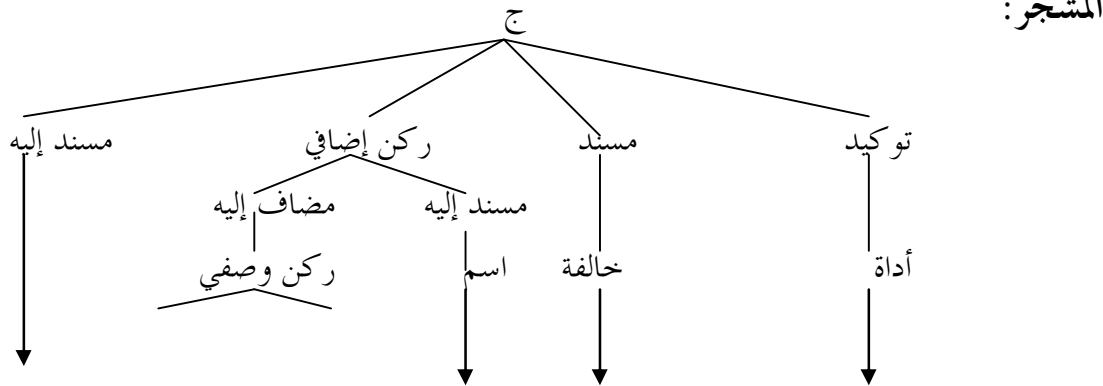 المشجر:
ج
توكيد مسند ركن إضافي مسند إليه
مسند إليه مضاف إليه
أداة خالفة اسم ركن وصفي